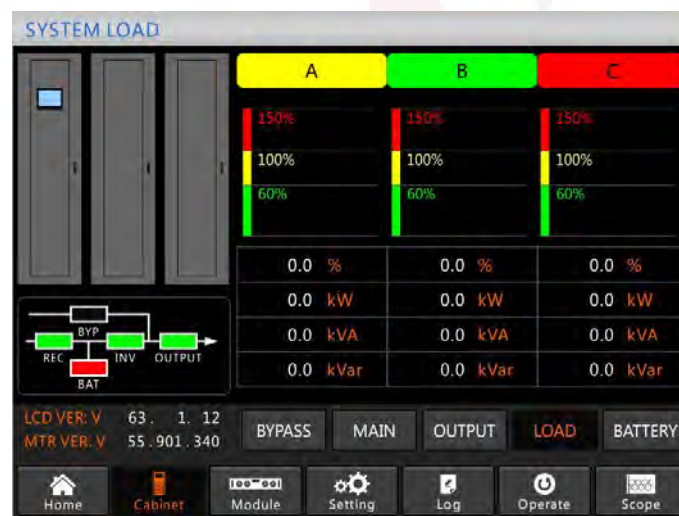 SYSTEM LOAD
A B C
150% 150% 150%
100% 100% 100%
60% 60% 60%
0.0 % 0.0 % 0.0 %
0.0 kW 0.0 kW 0.0 kW
0.0 kVA 0.0 kVA 0.0 kVA
0.0 kVar 0.0 kVar 0.0 kVar
BYP
REC INV OUTPUT
BAT
LCD VER: V 63. 1. 12
MTR VER: V 55.901.340
BYPASS MAIN OUTPUT LOAD BATTERY
Home Cabinet Module Setting Log Operate Scope